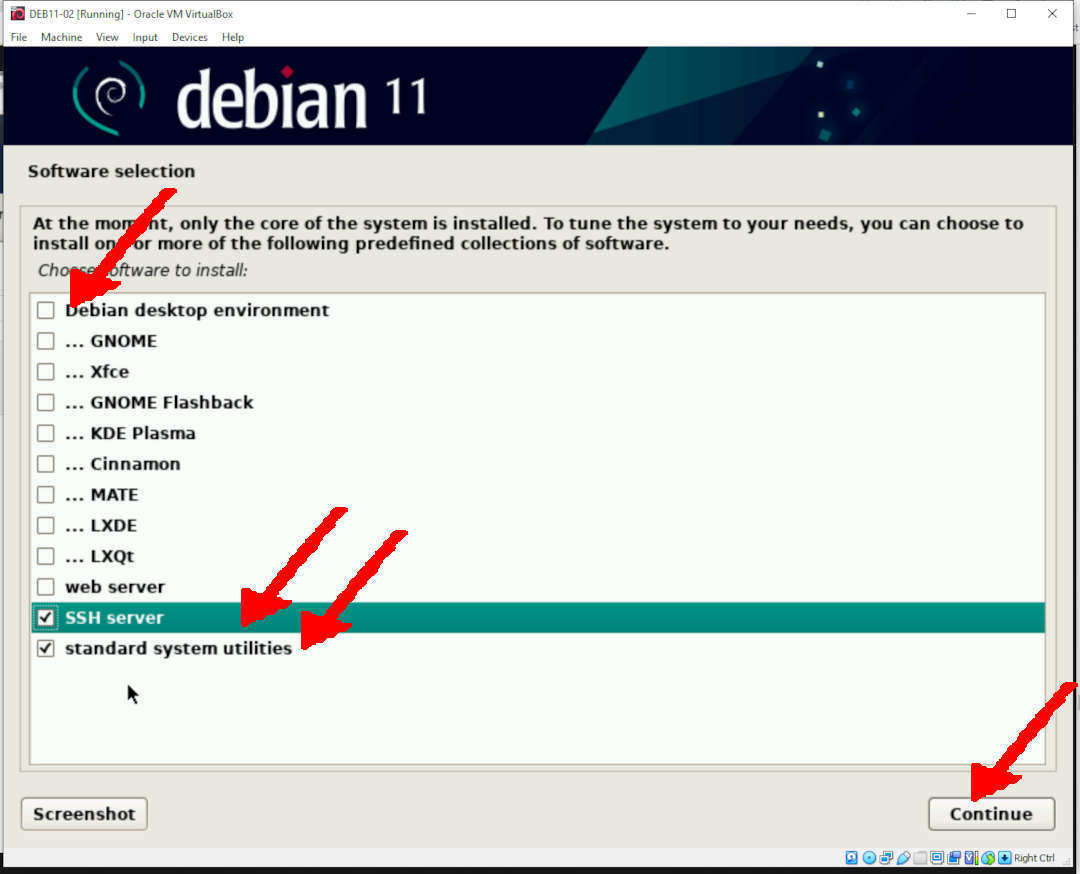 DEB11-02 [Running] - Oracle VM VirtualBox
File Machine View Input Devices Help
debian 11
Software selection
At the moment, only the core of the system is installed. To tune the system to your needs, you can choose to
install one or more of the following predefined collections of software.
Choose software to install:
Debian desktop environment
... GNOME
... Xfce
... GNOME Flashback
... KDE Plasma
... Cinnamon
... MATE
... LXDE
... LXQt
web server
SSH server
standard system utilities
Screenshot
Continue
Right Ctrl